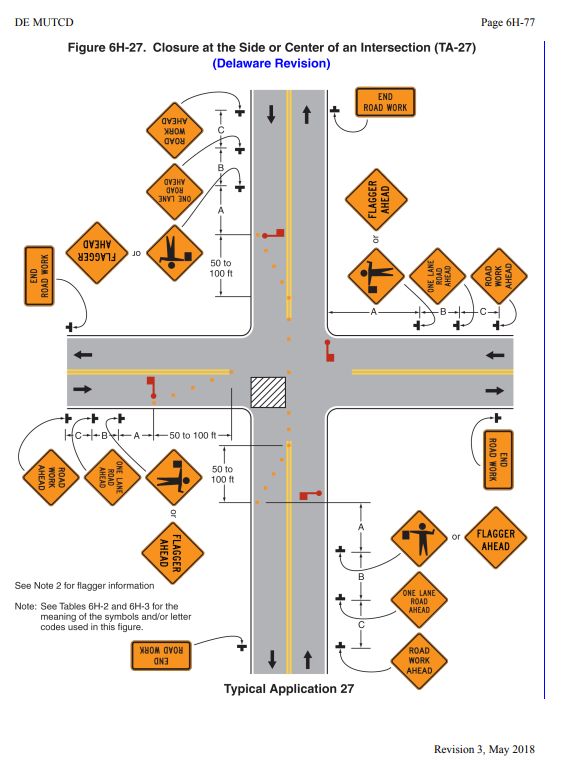 DE MUTCD
Page 6H-77
Figure 6H-27. Closure at the Side or Center of an Intersection (TA-27)
(Delaware Revision)
ROAD
WORK
AHEAD
END
ROAD WORK
C
B
ONE LANE
ROAD
AHEAD
A
FLAGGER
AHEAD
FLAGGER
AHEAD
or
or
50 to
100 ft
END
ROAD WORK
ONE LANE
ROAD
AHEAD
ROAD
WORK
AHEAD
A
B
C
C
B
A
50 to 100 ft
ROAD
WORK
AHEAD
ONE LANE
ROAD
AHEAD
50 to
100 ft
END
ROAD WORK
or
FLAGGER
AHEAD
A
or
FLAGGER
AHEAD
B
ONE LANE
ROAD
AHEAD
C
ROAD
WORK
AHEAD
See Note 2 for flagger information
Note: See Tables 6H-2 and 6H-3 for the
meaning of the symbols and/or letter
codes used in this figure.
END
ROAD WORK
Typical Application 27
Revision 3, May 2018